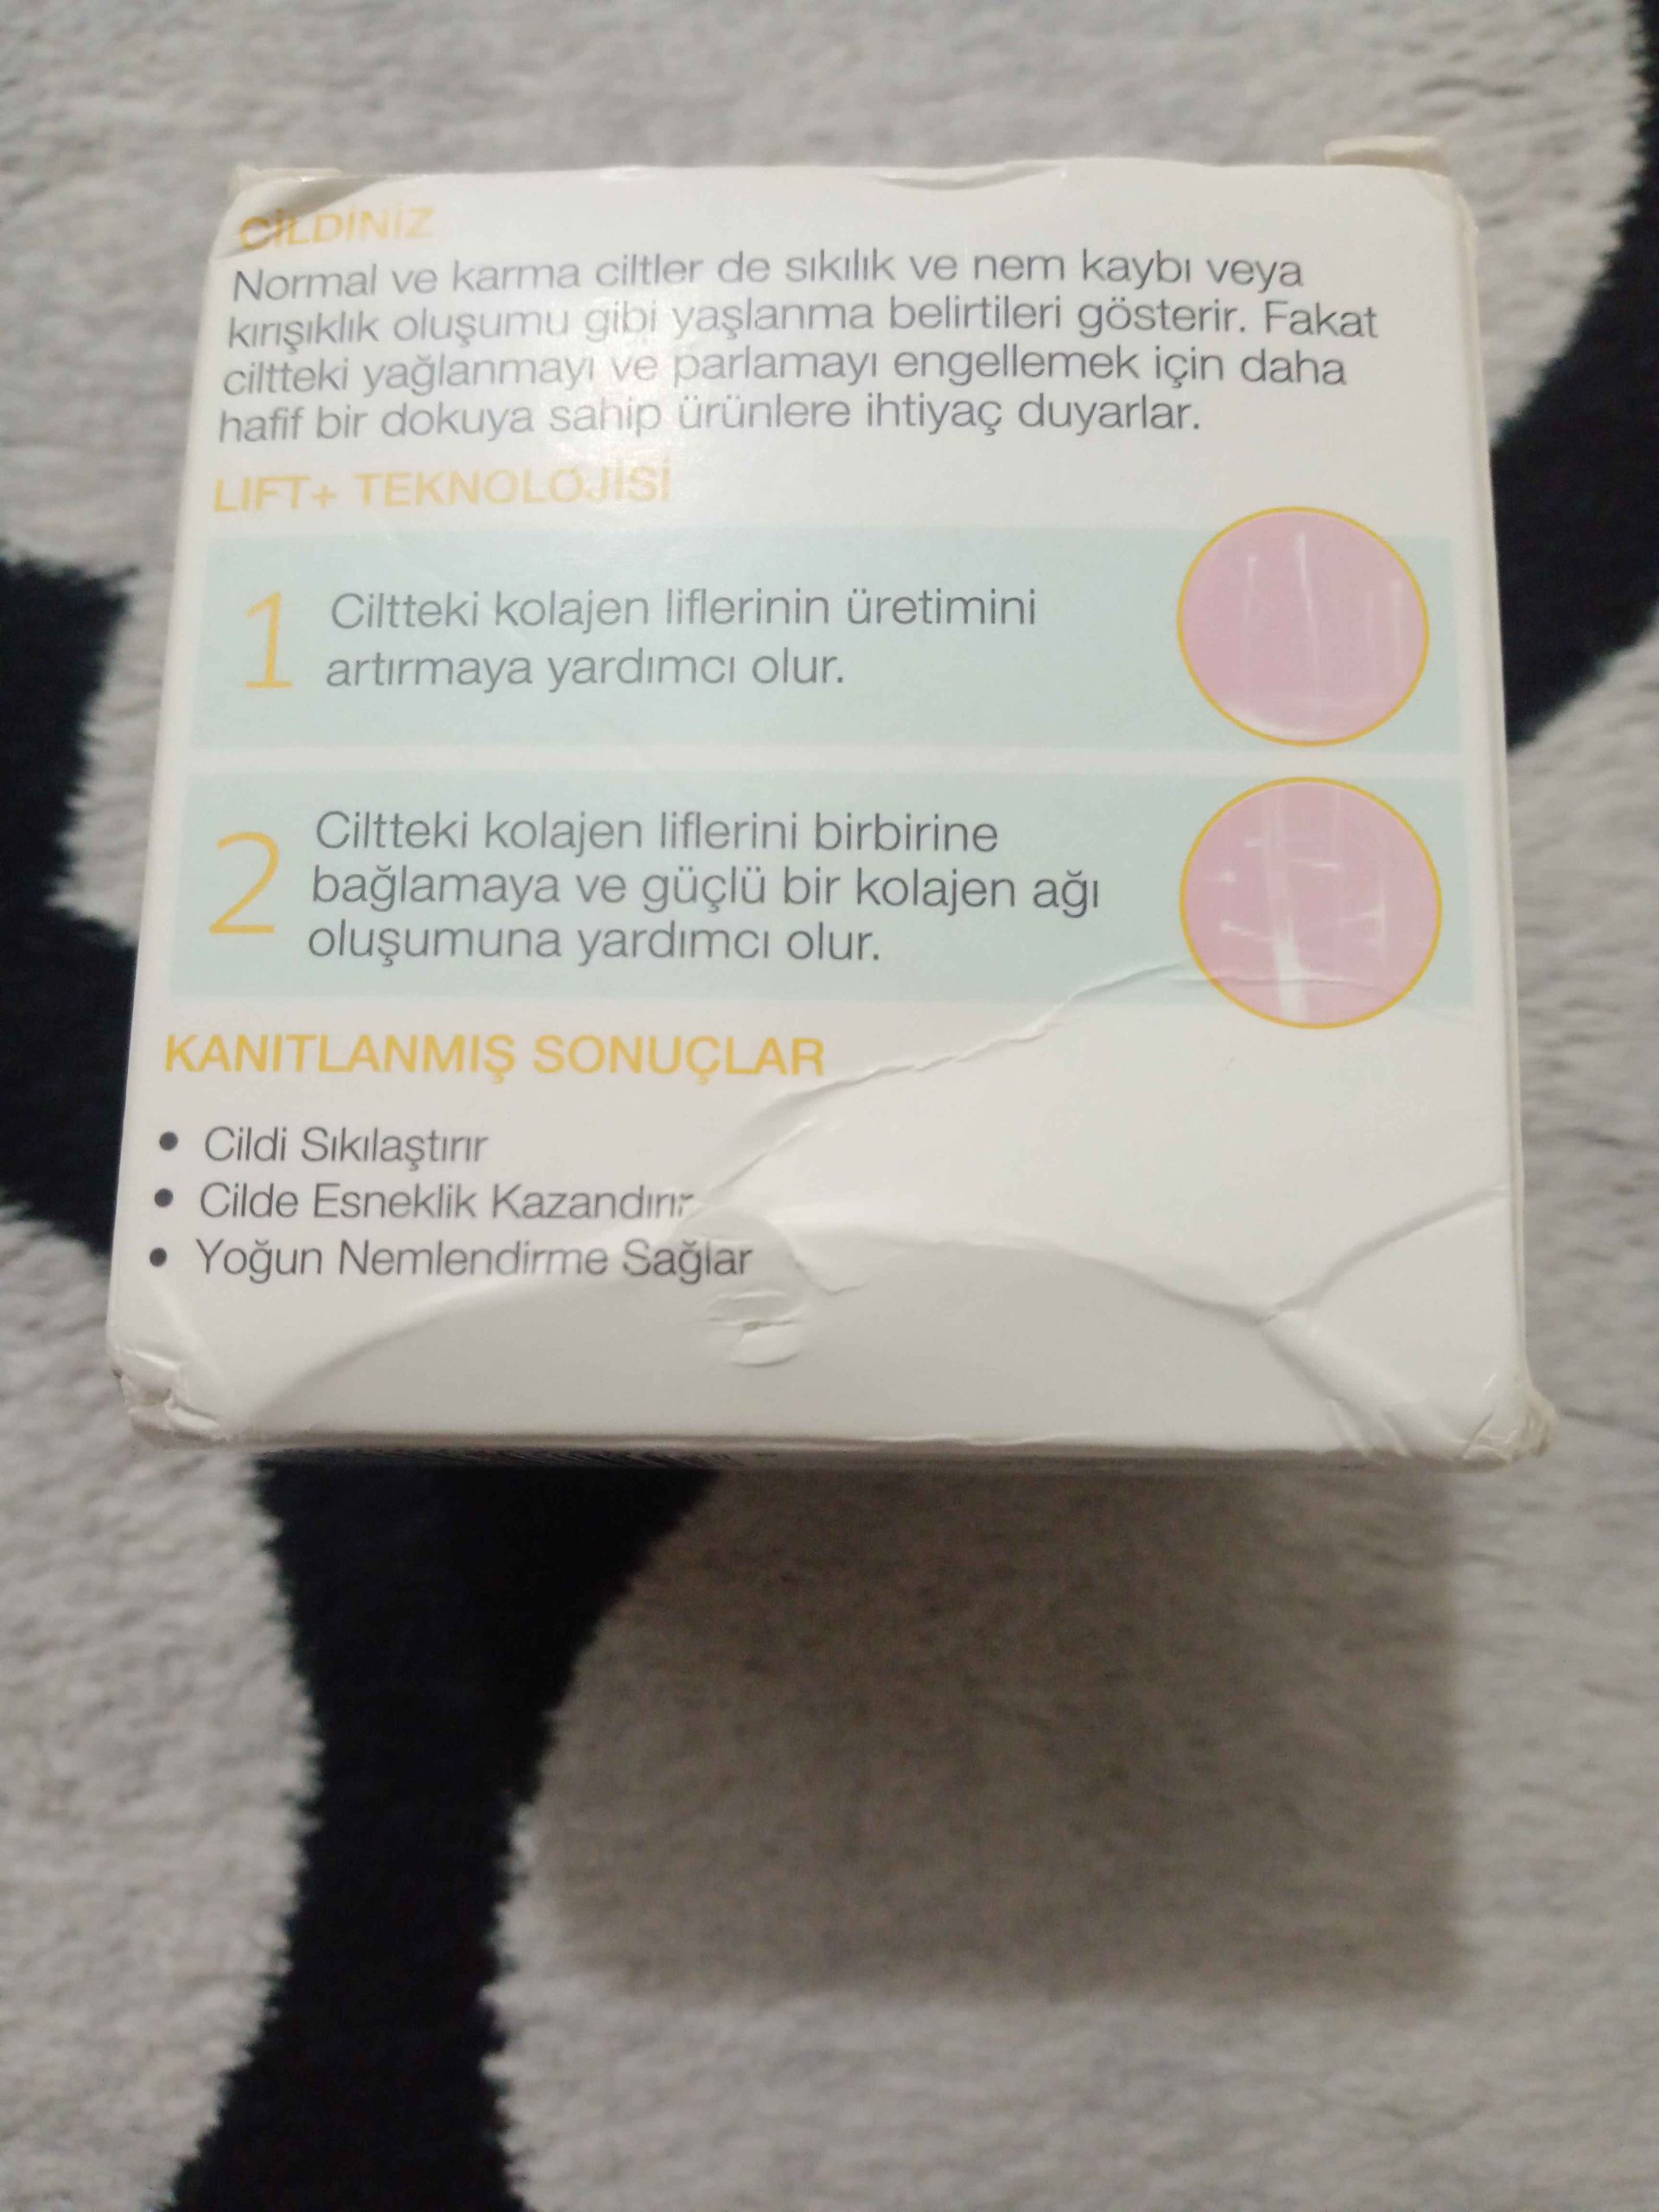 CİLDİNİZ
Normal ve karma ciltler de sıkılık ve nem kaybı veya
kırışıklık oluşumu gibi yaşlanma belirtileri gösterir. Fakat
ciltteki yağlanmayı ve parlamayı engellemek için daha
hafif bir dokuya sahip ürünlere ihtiyaç duyarlar.
LIFT+ TEKNOLOJİSİ
1 Ciltteki kolajen liflerinin üretimini
artırmaya yardımcı olur.
2 Ciltteki kolajen liflerini birbirine
bağlamaya ve güçlü bir kolajen ağı
oluşumuna yardımcı olur.
KANITLANMIŞ SONUÇLAR
• Cildi Sıkılaştırır
• Cilde Esneklik Kazandırır
• Yoğun Nemlendirme Sağlar